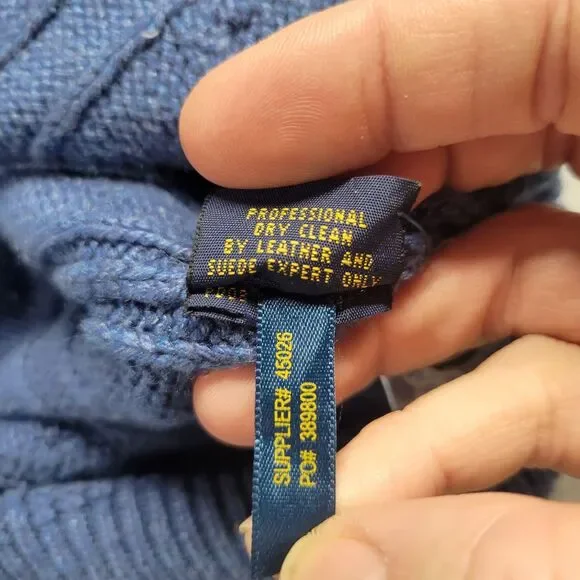 PROFESSIONAL
DRY CLEAN
BY LEATHER AND
SUEDE EXPERT ONLY
SUPPLIER# 45026
PO# 389800